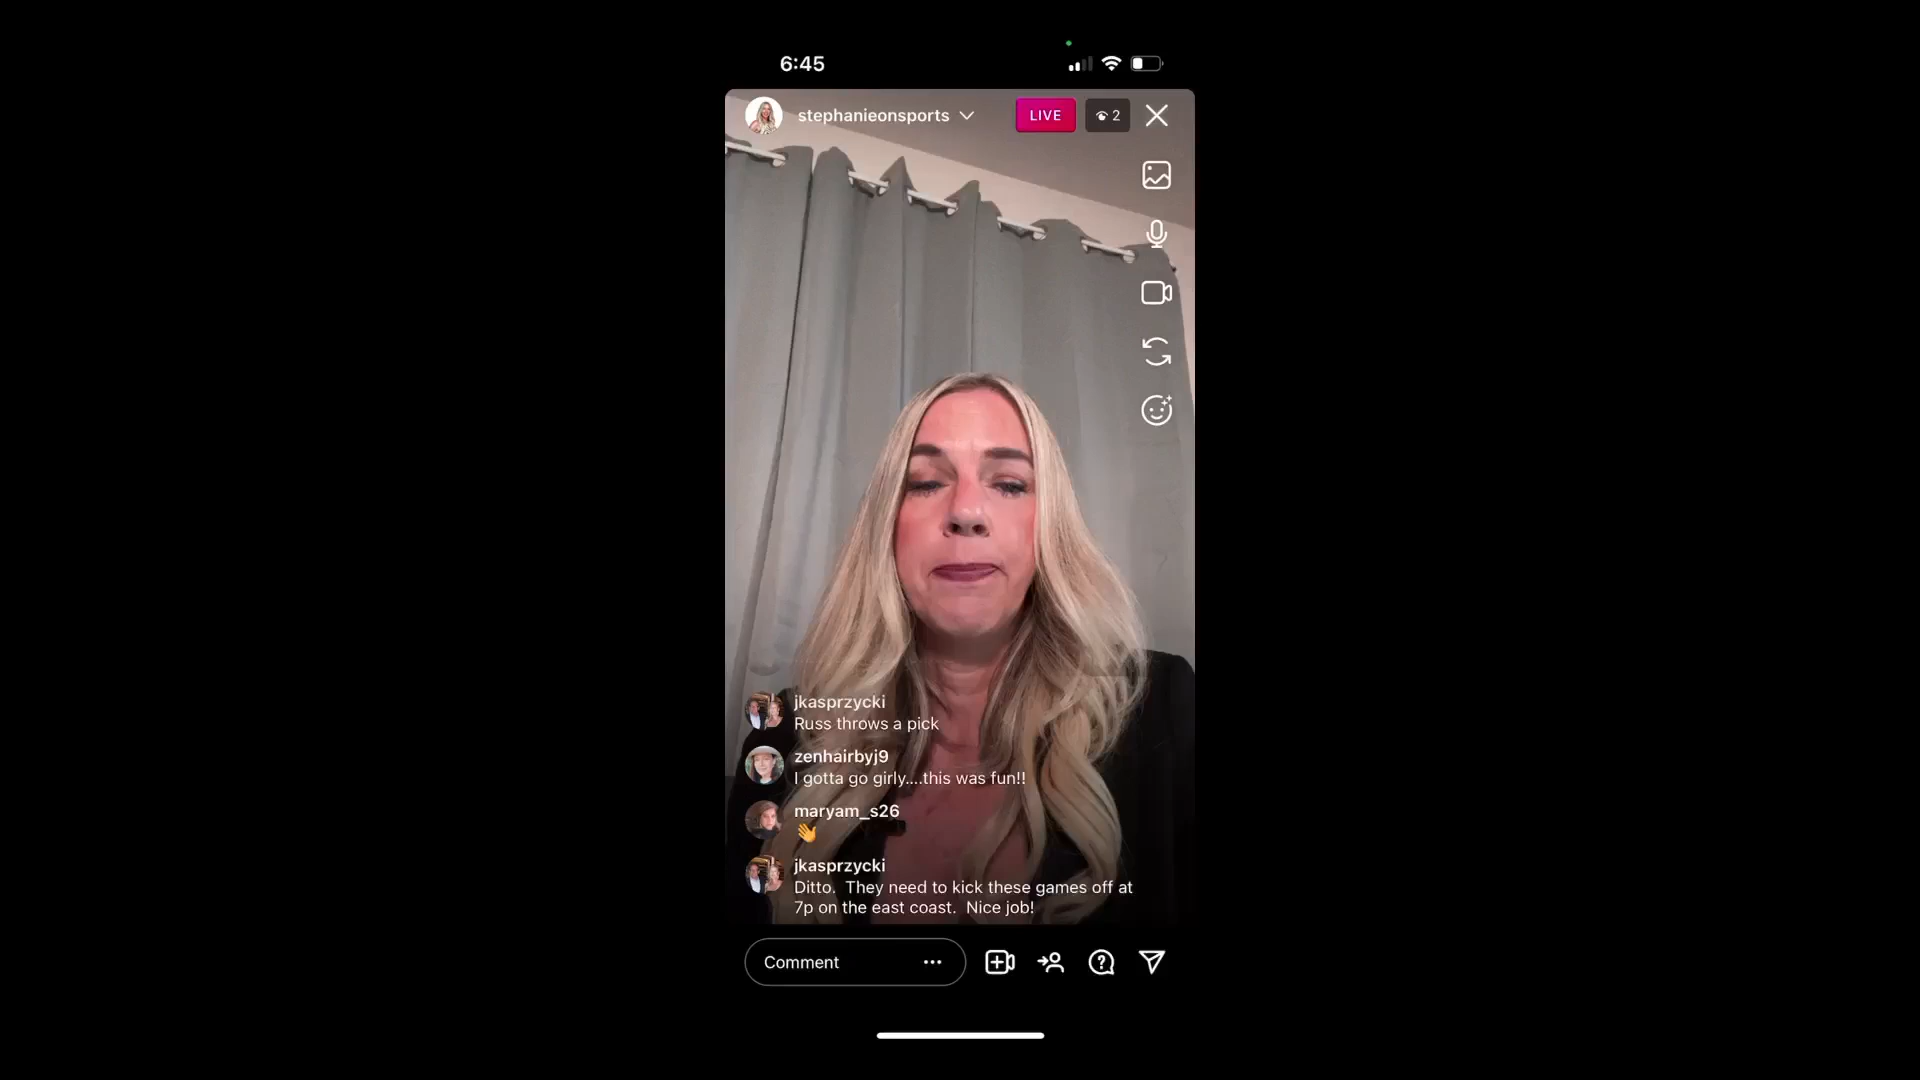 6:45
stephanieonsports
LIVE
2
jkasprzycki
Russ throws a pick
zenhairbyj9
I gotta go girly....this was fun!!
maryam_s26
👋
jkasprzycki
Ditto.  They need to kick these games off at
7p on the east coast.  Nice job!
Comment